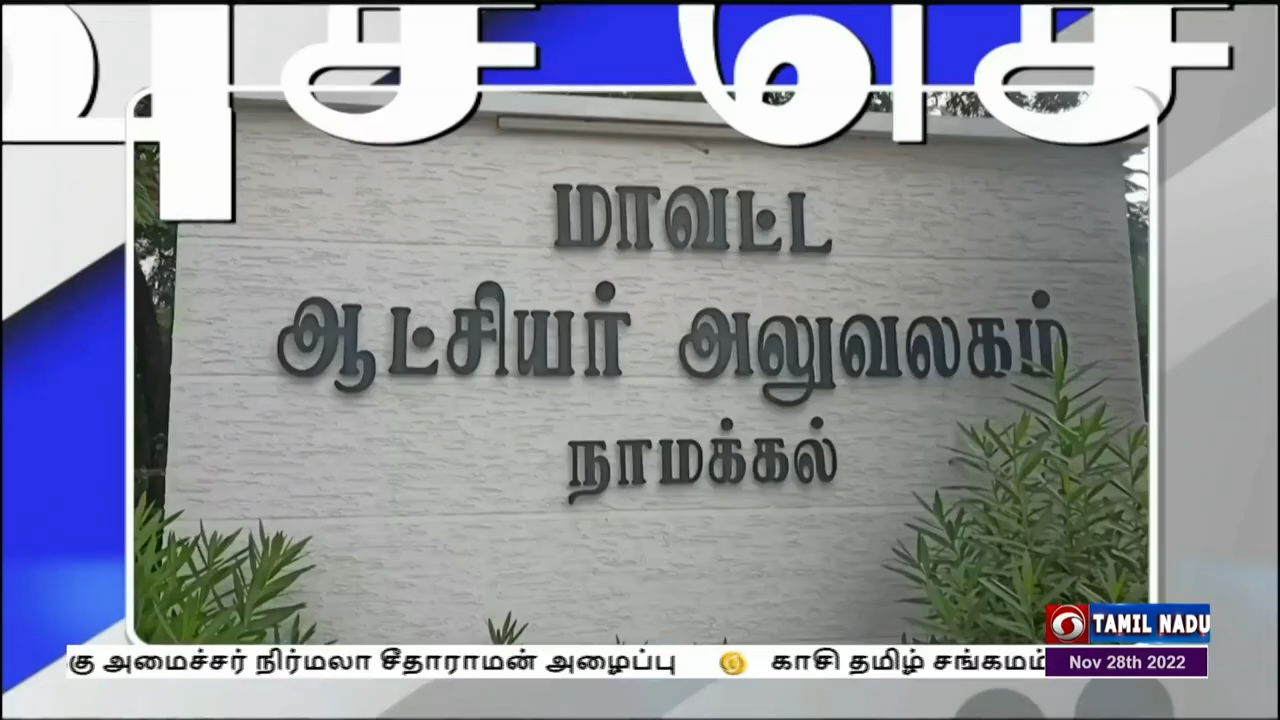 மாவட்ட
ஆட்சியர் அலுவலகம்
நாமக்கல்
TAMIL NADU
கு அமைச்சர் நிர்மலா சீதாராமன் அழைப்பு காசி தமிழ் சங்கமம்
Nov 28th 2022